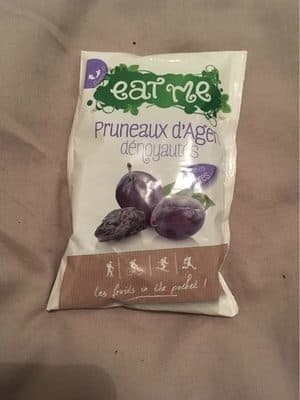 eat me
Pruneaux d'Agen
dénoyautés
Les fruits in the pocket !